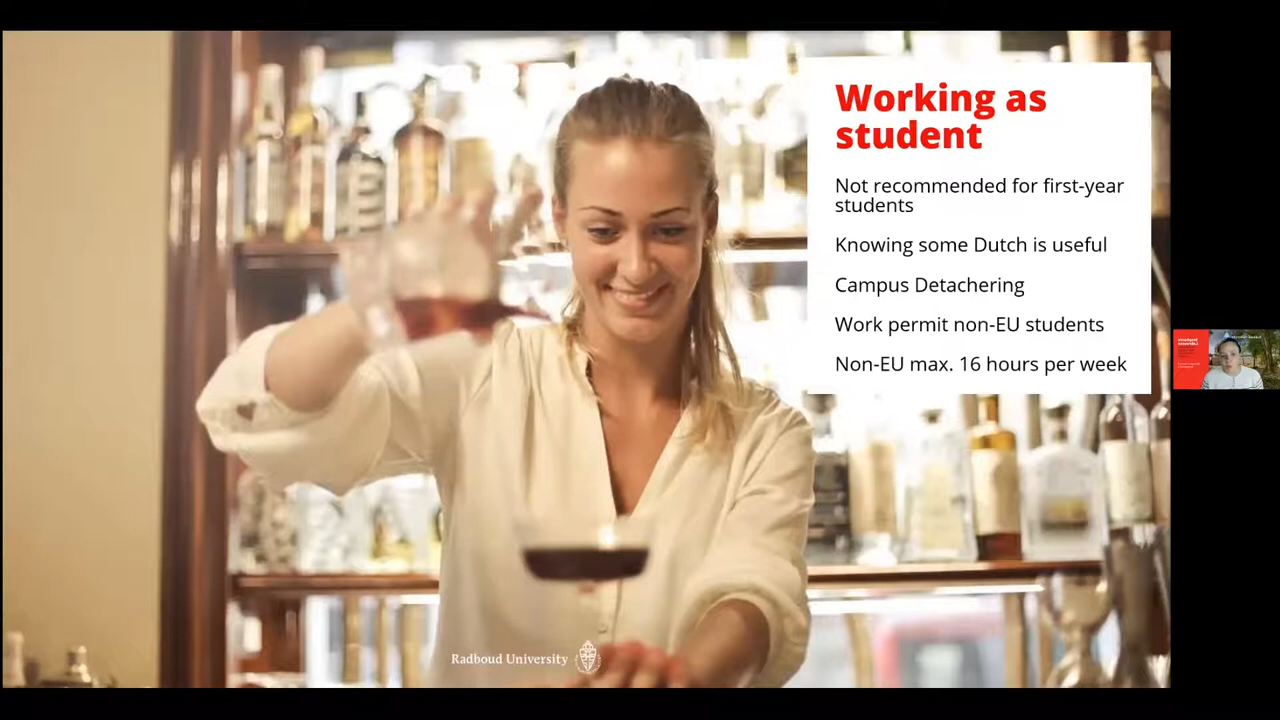 Working as
student
Not recommended for first-year
students
Knowing some Dutch is useful
Campus Detachering
Work permit non-EU students
Non-EU max. 16 hours per week
Radboud University